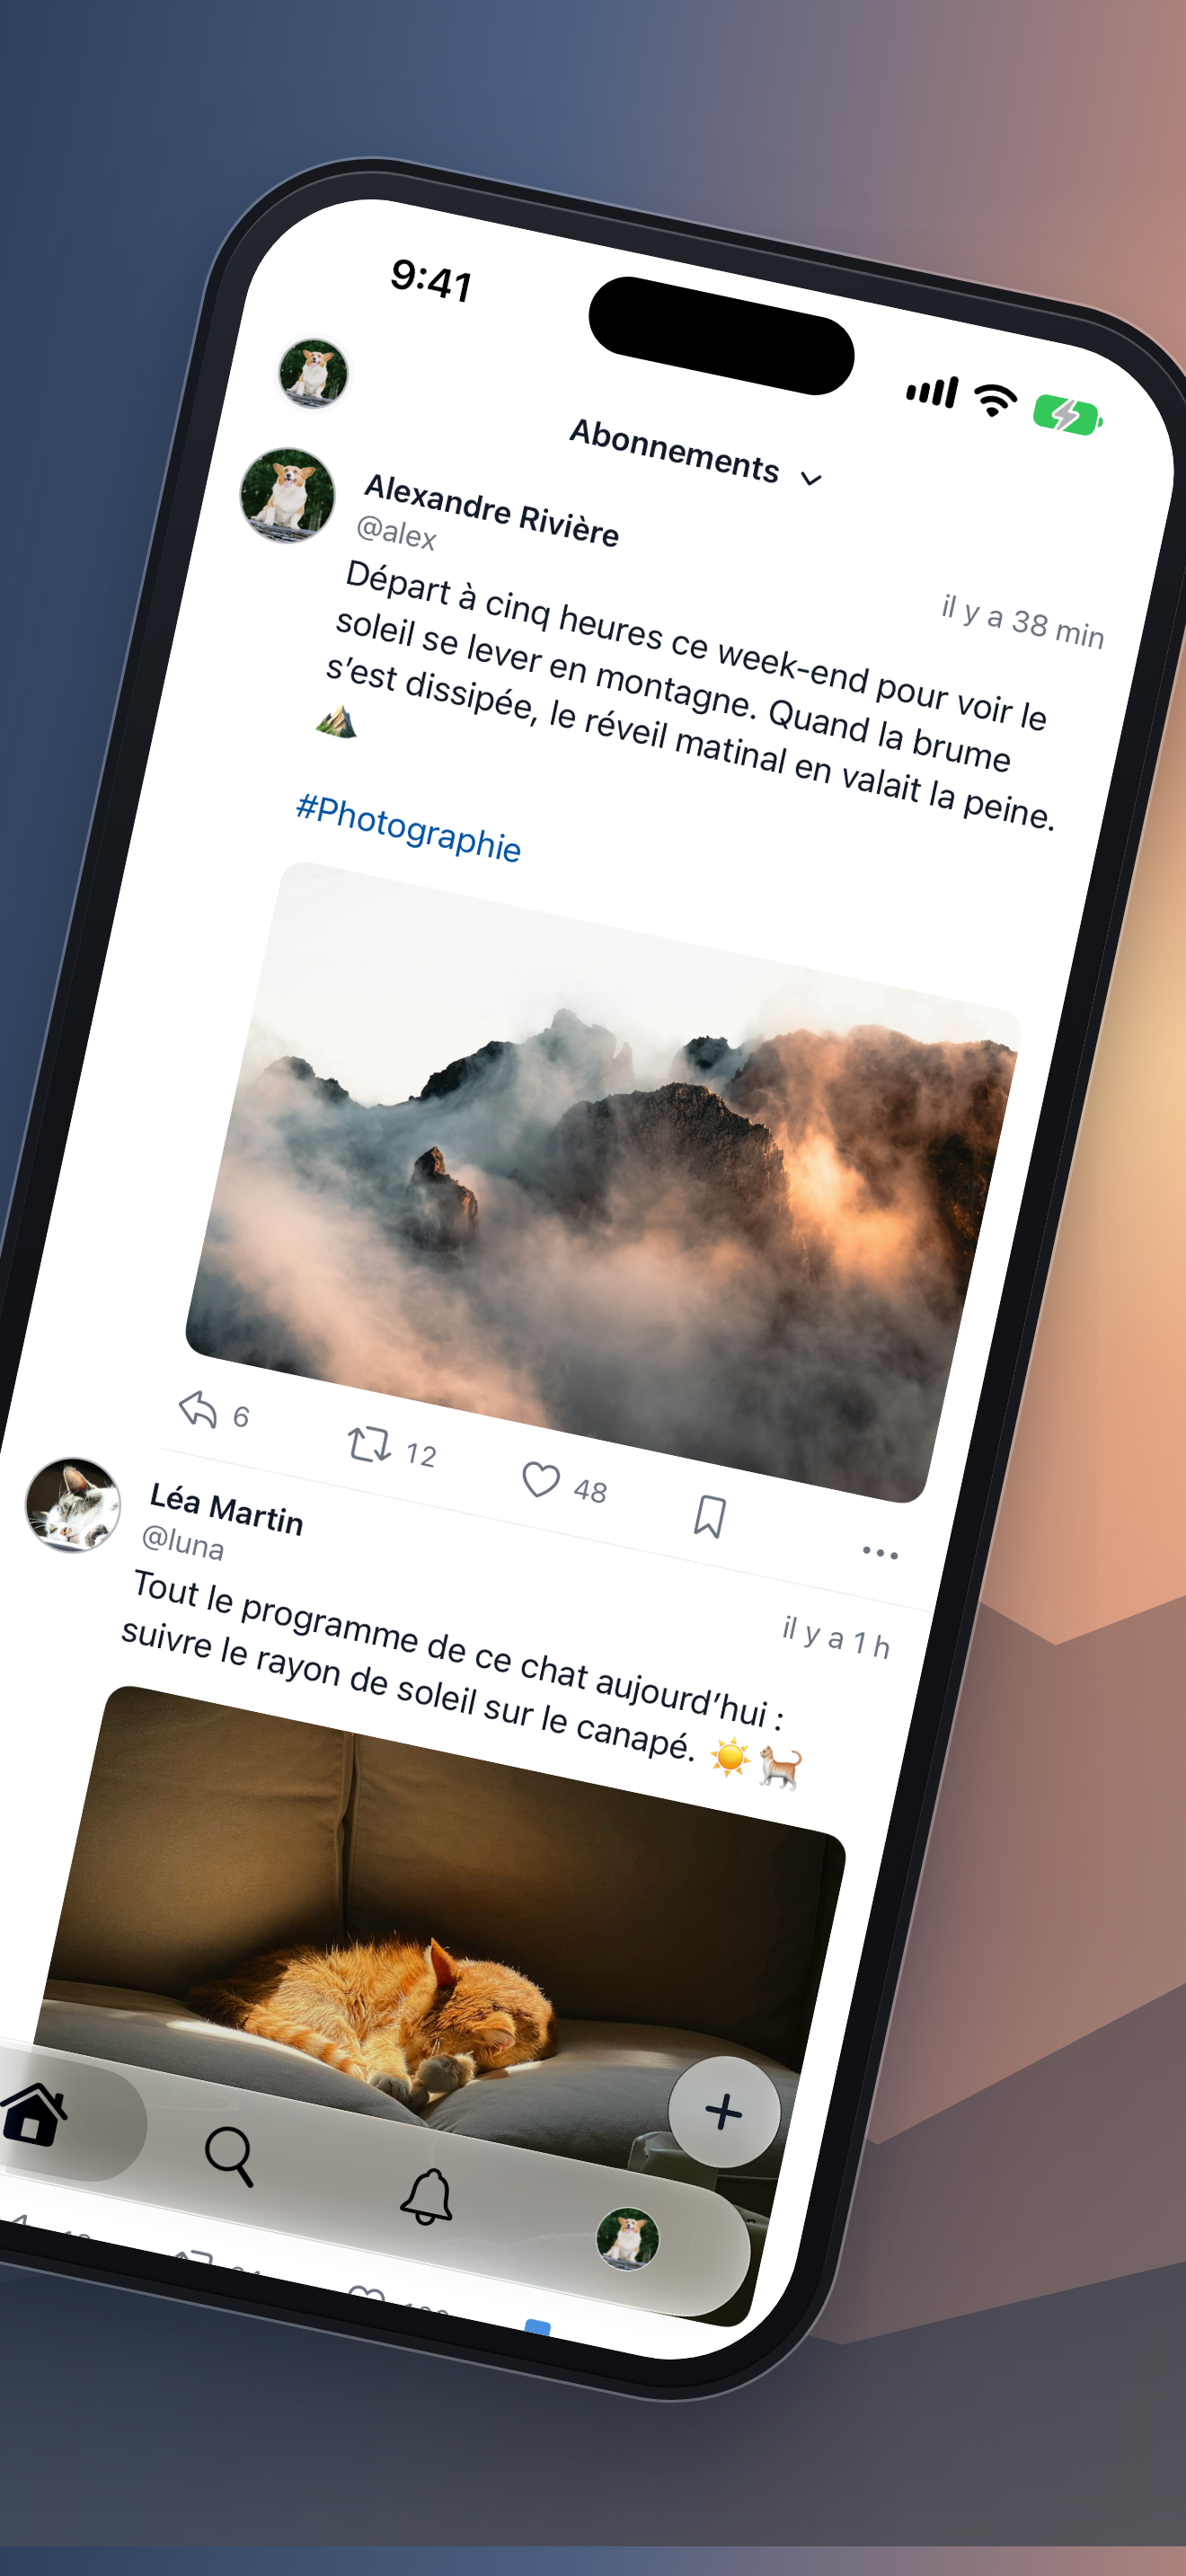 9:41
Abonnements
Alexandre Rivière
@alex
il y a 38 min
Départ à cinq heures ce week-end pour voir le
soleil se lever en montagne. Quand la brume
s’est dissipée, le réveil matinal en valait la peine.
⛰️
#Photographie
6
12
48
Léa Martin
@luna
il y a 1 h
Tout le programme de ce chat aujourd’hui :
suivre le rayon de soleil sur le canapé. ☀️🐈